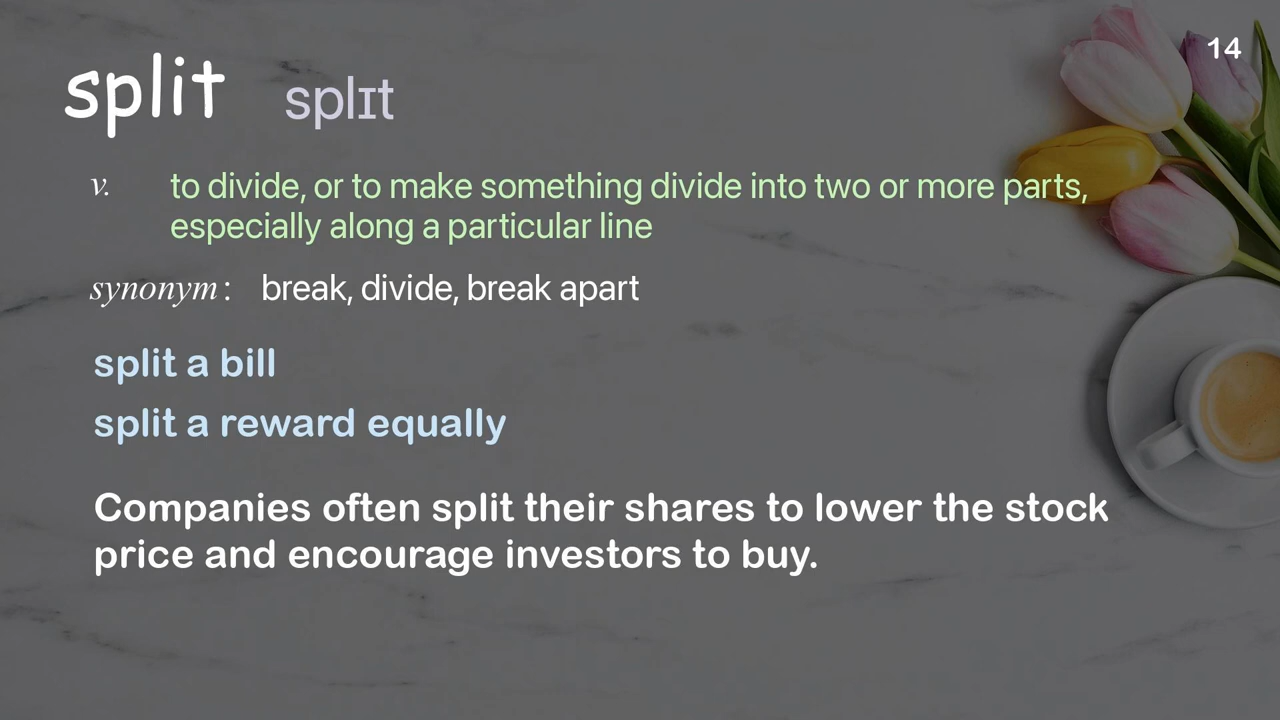 14
split splɪt
v. to divide, or to make something divide into two or more parts,
especially along a particular line
synonym: break, divide, break apart
split a bill
split a reward equally
Companies often split their shares to lower the stock
price and encourage investors to buy.